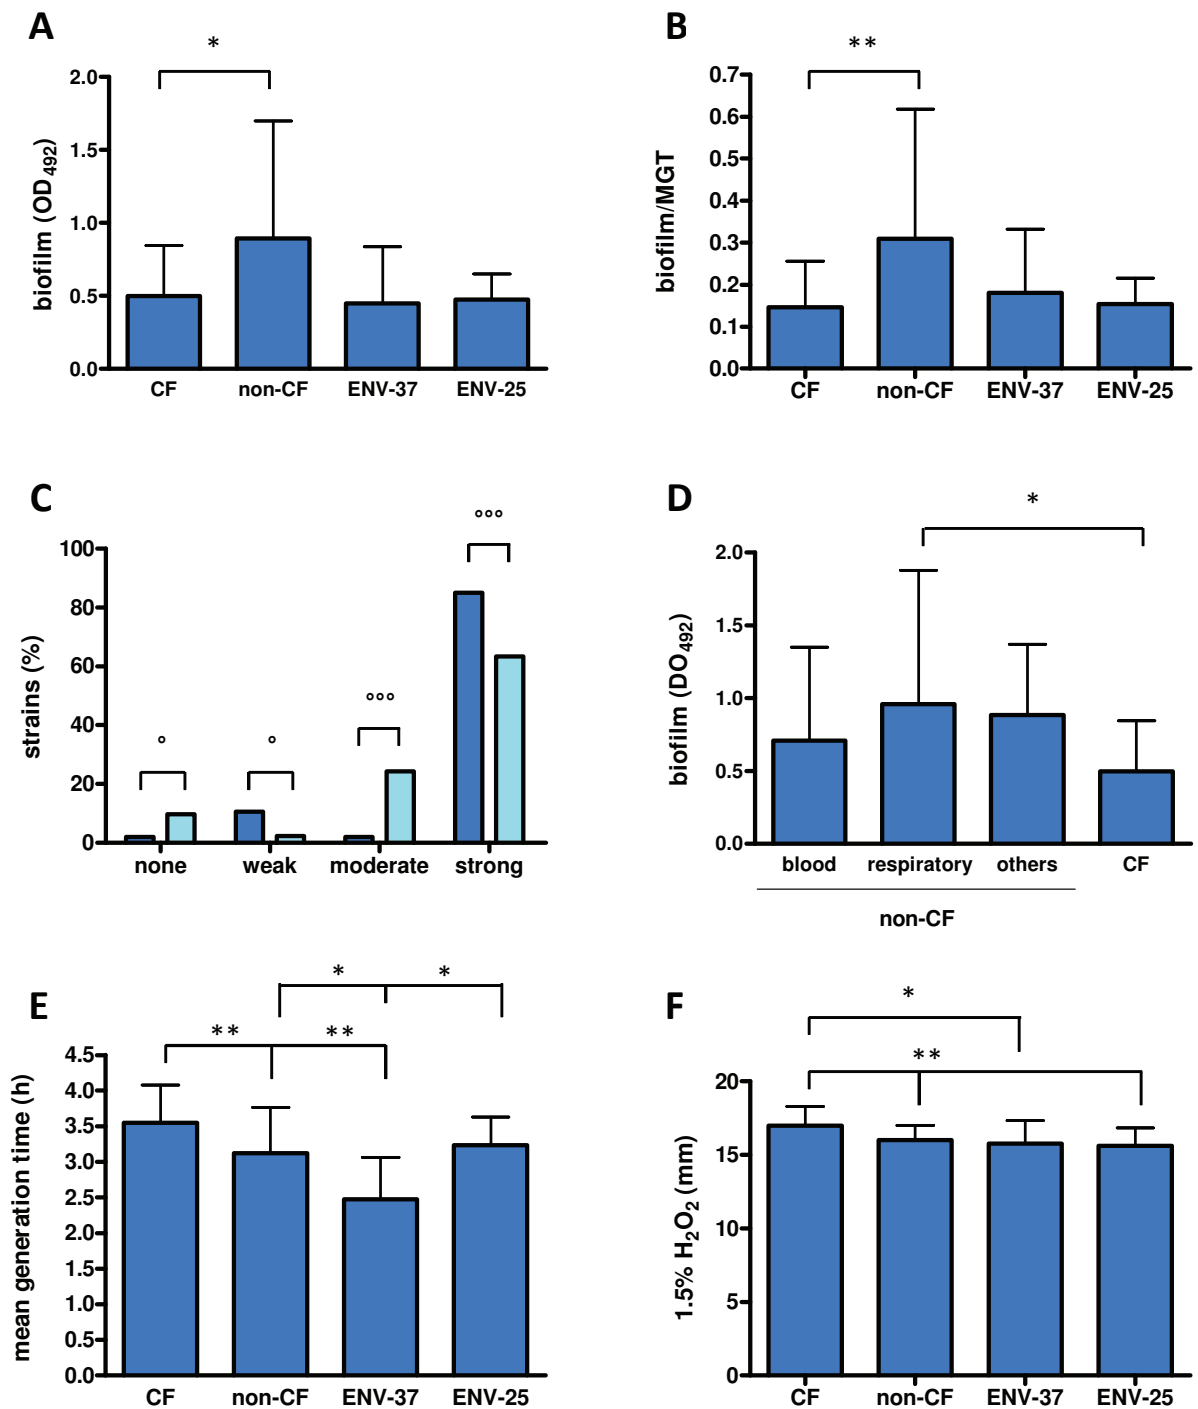 A
*
biofilm (OD492)
2.0
1.5
1.0
0.5
0.0
CF non-CF ENV-37 ENV-25
B
**
biofilm/MGT
0.7
0.6
0.5
0.4
0.3
0.2
0.1
0.0
CF non-CF ENV-37 ENV-25
C
°°°
°°°
°
°
strains (%)
100
80
60
40
20
0
none weak moderate strong
D
*
biofilm (DO492)
2.0
1.5
1.0
0.5
0.0
blood respiratory others CF
non-CF
E
* *
** **
mean generation time (h)
4.5
4.0
3.5
3.0
2.5
2.0
1.5
1.0
0.5
0.0
CF non-CF ENV-37 ENV-25
F
*
**
1.5% H2O2 (mm)
20
15
10
5
0
CF non-CF ENV-37 ENV-25